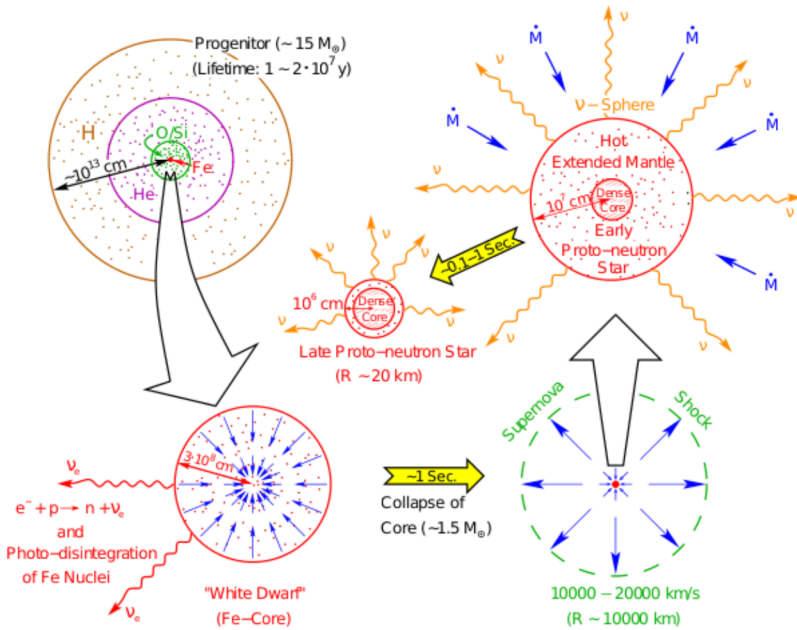 Progenitor (~ 15 M⊙)
(Lifetime: 1 ~ 2·10⁷ y)
H
O/Si
Fe
He
~10¹³ cm
ν
ν
ν
ν
ν
ν
ν
Ṁ
Ṁ
Ṁ
Ṁ
Ṁ
ν−Sphere
Hot
Extended Mantle
Dense
Core
10⁷ cm
Early
Proto−neutron
Star
~0.1−1 Sec.
ν
ν
ν
ν
ν
10⁶ cm
Dense
Core
Late Proto−neutron Star
(R ~ 20 km)
3·10⁸ cm
νₑ
e⁻ + p → n + νₑ
and
Photo−disintegration
of Fe Nuclei
νₑ
"White Dwarf"
(Fe−Core)
~1 Sec.
Collapse of
Core (~1.5 M⊙)
Supernova
Shock
10000 − 20000 km/s
(R ~ 10000 km)